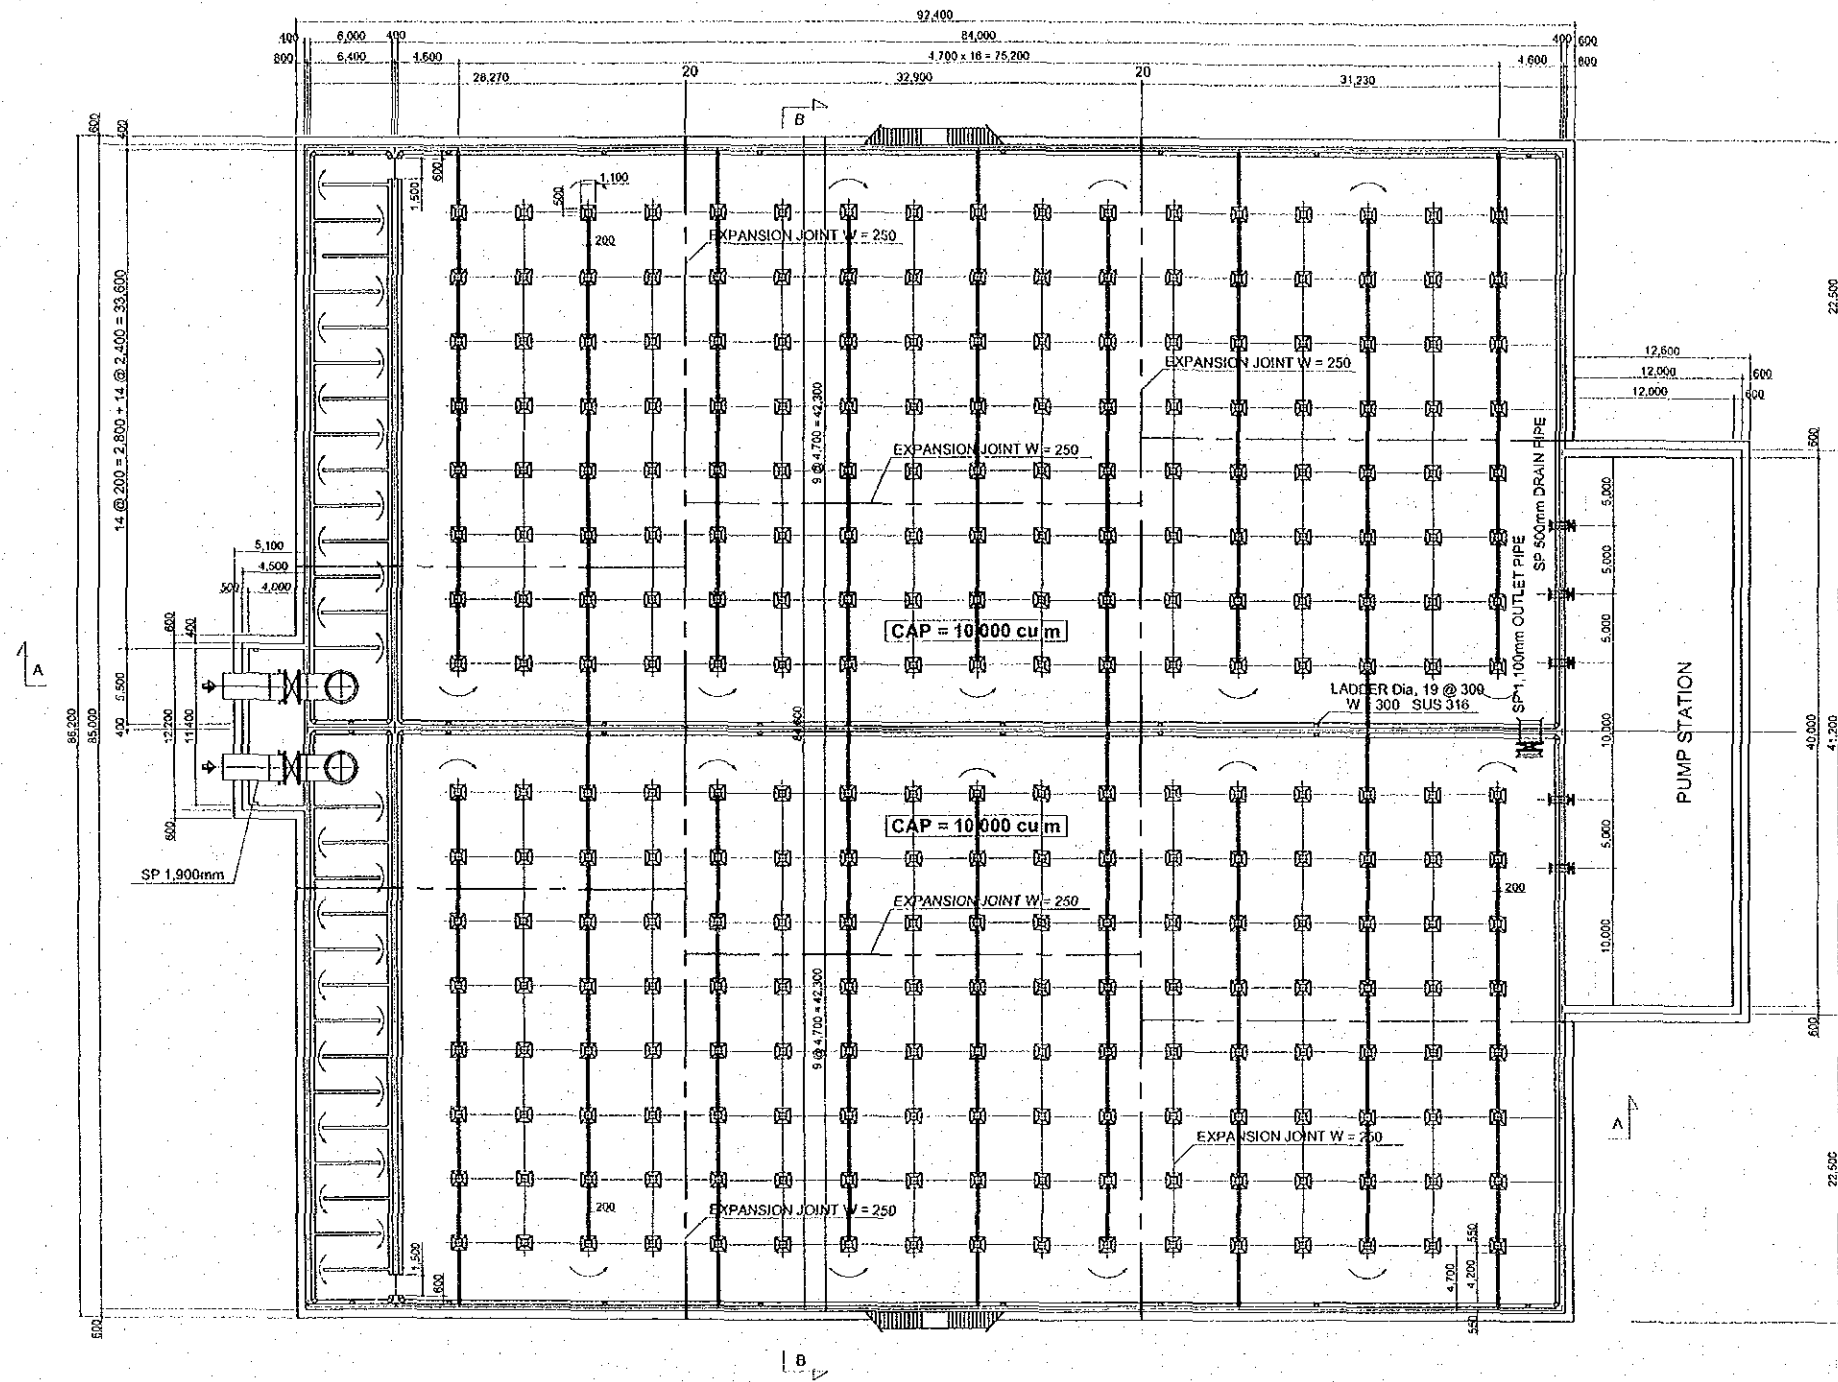 92,400
400
6,000
400
84,000
400
600
800
6,400
4,600
4,700 x 16 = 75,200
4,600
600
28,270
20
32,900
20
31,230
B
600
400
600
1,500
500
1,100
200
EXPANSION JOINT W = 250
14 @ 200 = 2,800 + 14 @ 2,400 = 33,600
22,500
EXPANSION JOINT W = 250
12,600
12,000
600
12,000
600
9 @ 4,700 = 42,300
EXPANSION JOINT W = 250
SP 500mm DRAIN PIPE
SP 1,100mm OUTLET PIPE
600
5,000
5,000
5,000
5,100
4,500
500
4,000
600
400
CAP = 10,000 cu m
A
5,500
LADDER Dia. 19 @ 300
W 300 SUS 316
PUMP STATION
86,200
85,000
400
12,200
11,400
84,600
10,000
40,000
41,200
600
CAP = 10,000 cu m
5,000
SP 1,900mm
200
EXPANSION JOINT W = 250
10,000
9 @ 4,700 = 42,300
600
A
EXPANSION JOINT W = 250
22,500
200
EXPANSION JOINT W = 250
1,500
600
4,700
4,200
550
550
600
B